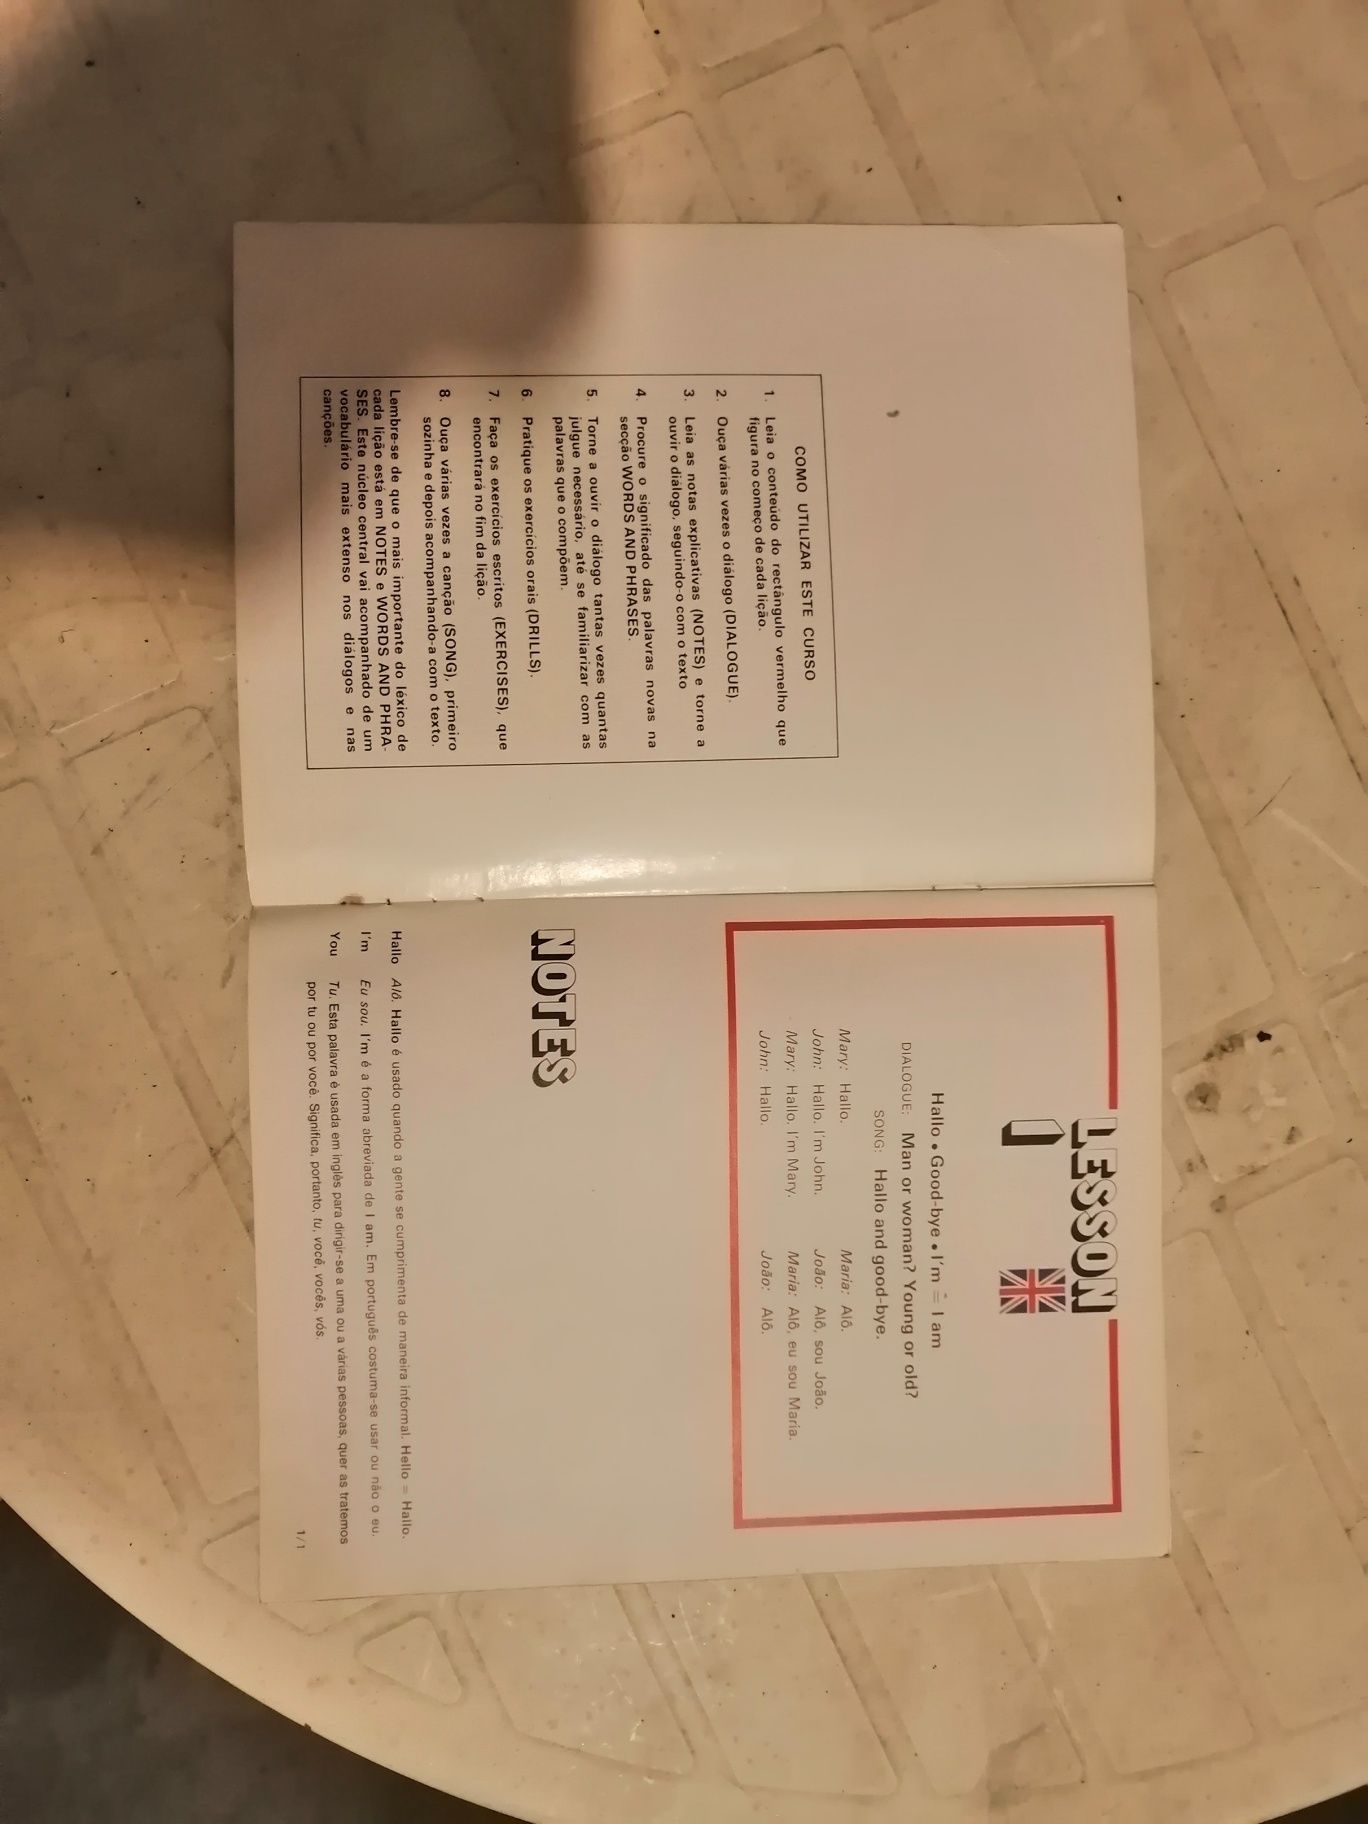 COMO UTILIZAR ESTE CURSO
1. Leia o conteúdo do rectângulo vermelho que
figura no começo de cada lição.
2. Ouça várias vezes o diálogo (DIALOGUE).
3. Leia as notas explicativas (NOTES) e torne a
ouvir o diálogo, seguindo-o com o texto
4. Procure o significado das palavras novas na
secção WORDS AND PHRASES.
5. Torne a ouvir o diálogo tantas vezes quantas
julgue necessário, até se familiarizar com as
palavras que o compõem.
6. Pratique os exercícios orais (DRILLS).
7. Faça os exercícios escritos (EXERCISES), que
encontrará no fim da lição.
8. Ouça várias vezes a canção (SONG), primeiro
sozinha e depois acompanhando-a com o texto.
Lembre-se de que o mais importante do léxico de
cada lição está em NOTES e WORDS AND PHRA-
SES. Este núcleo central vai acompanhado de um
vocabulário mais extenso nos diálogos e nas
canções.
LESSON
1
Hallo • Good-bye • I'm = I am
DIALOGUE: Man or woman? Young or old?
SONG: Hallo and good-bye.
Mary: Hallo. Maria: Alô.
John: Hallo. I'm John. João: Alô, sou João.
Mary: Hallo. I'm Mary. Maria: Alô, eu sou Maria.
John: Hallo. João: Alô.
NOTES
Hallo Alô. Hallo é usado quando a gente se cumprimenta de maneira informal. Hello = Hallo.
I'm Eu sou. I'm é a forma abreviada de I am. Em português costuma-se usar ou não o eu.
You Tu. Esta palavra é usada em inglês para dirigir-se a uma ou a várias pessoas, quer as tratemos
por tu ou por você. Significa, portanto, tu, você, vocês, vós.
1/1